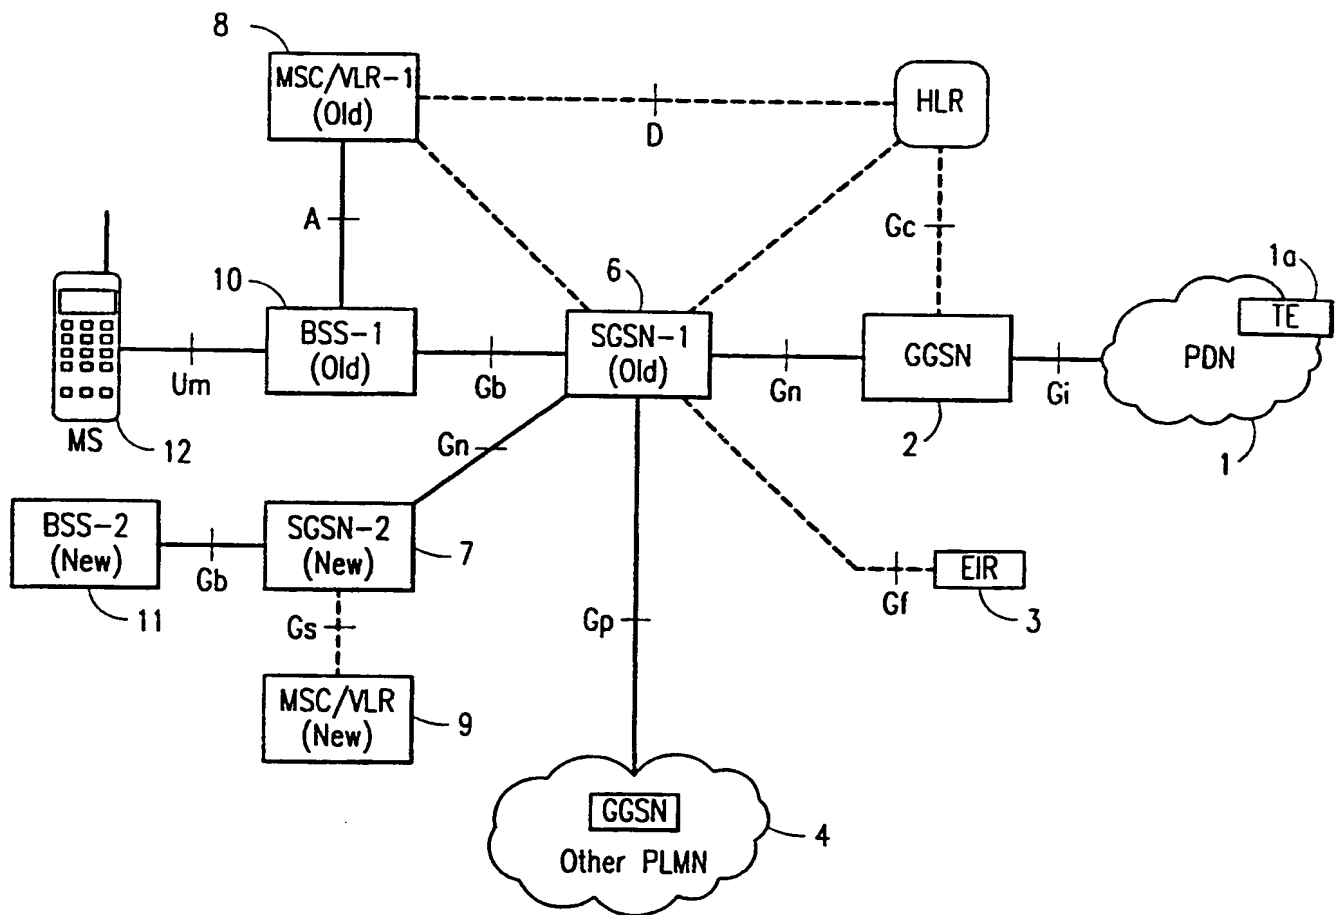 8
MSC/VLR-1
(Old)
D
HLR
A
Gc
10
6
1a
TE
BSS-1
(Old)
SGSN-1
(Old)
GGSN
PDN
Um
Gb
Gn
Gi
MS
12
2
1
Gn
BSS-2
(New)
SGSN-2
(New)
7
Gb
11
EIR
Gf
3
Gs
Gp
MSC/VLR
(New)
9
GGSN
Other PLMN
4